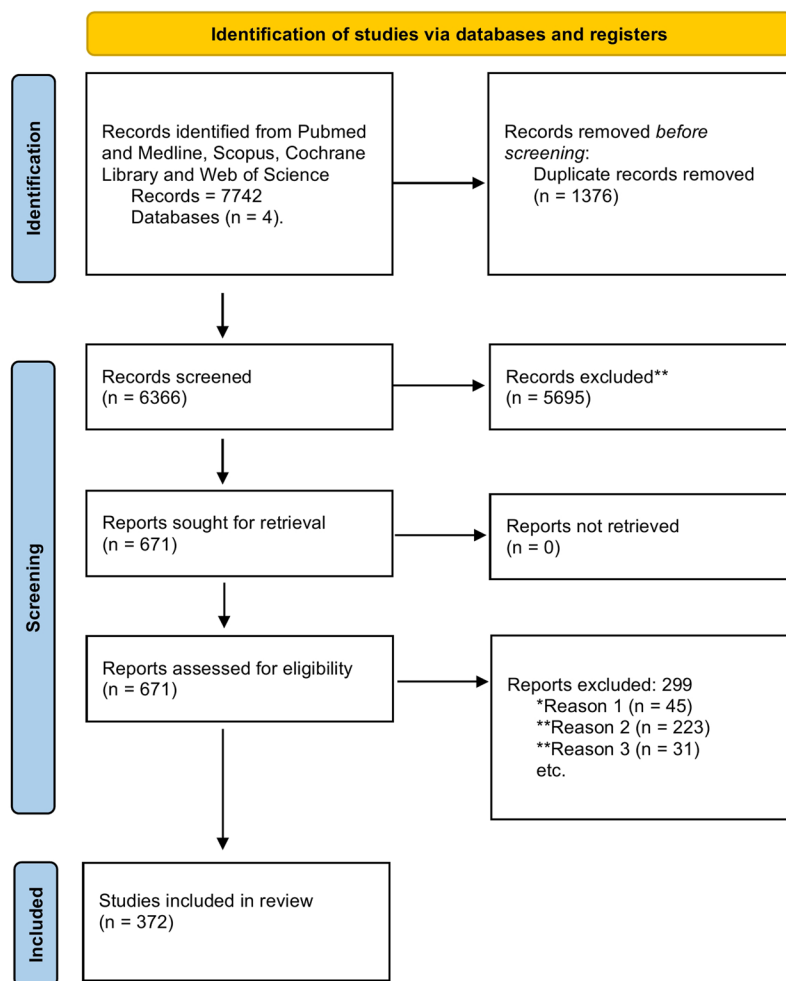 Identification of studies via databases and registers
Identification
Records identified from Pubmed
and Medline, Scopus, Cochrane
Library and Web of Science
Records = 7742
Databases (n = 4).
Records removed before
screening:
Duplicate records removed
(n = 1376)
Screening
Records screened
(n = 6366)
Records excluded**
(n = 5695)
Reports sought for retrieval
(n = 671)
Reports not retrieved
(n = 0)
Reports assessed for eligibility
(n = 671)
Reports excluded: 299
*Reason 1 (n = 45)
**Reason 2 (n = 223)
**Reason 3 (n = 31)
etc.
Included
Studies included in review
(n = 372)